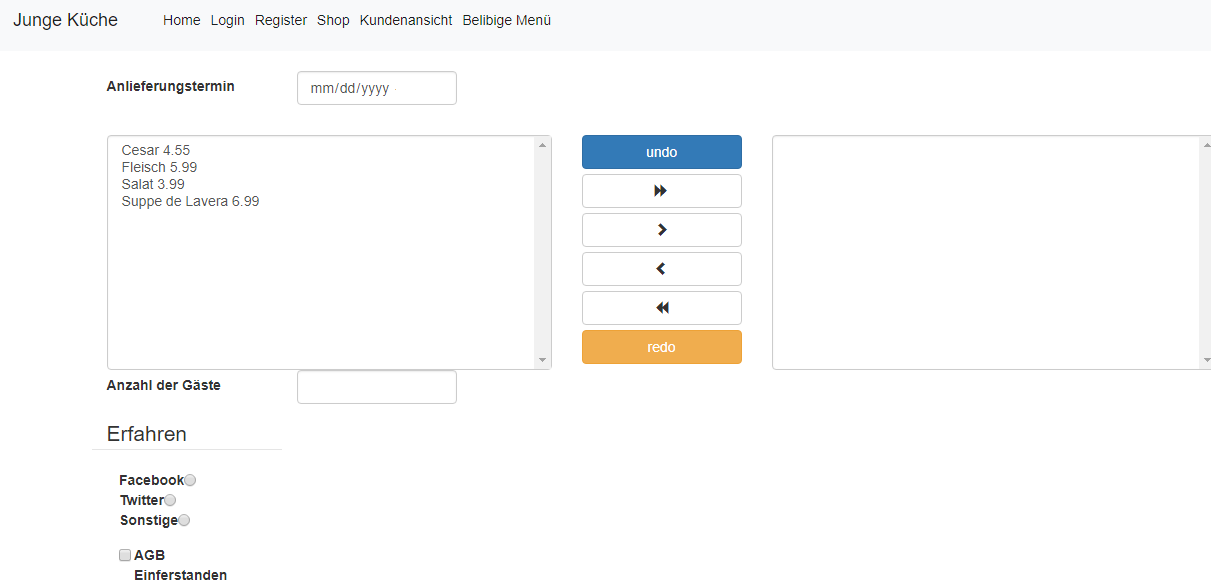 Junge Küche Home Login Register Shop Kundenansicht Belibige Menü
Anlieferungstermin mm/dd/yyyy
Cesar 4.55
Fleisch 5.99
Salat 3.99
Suppe de Lavera 6.99
undo
redo
Anzahl der Gäste
Erfahren
Facebook
Twitter
Sonstige
AGB
Einferstanden